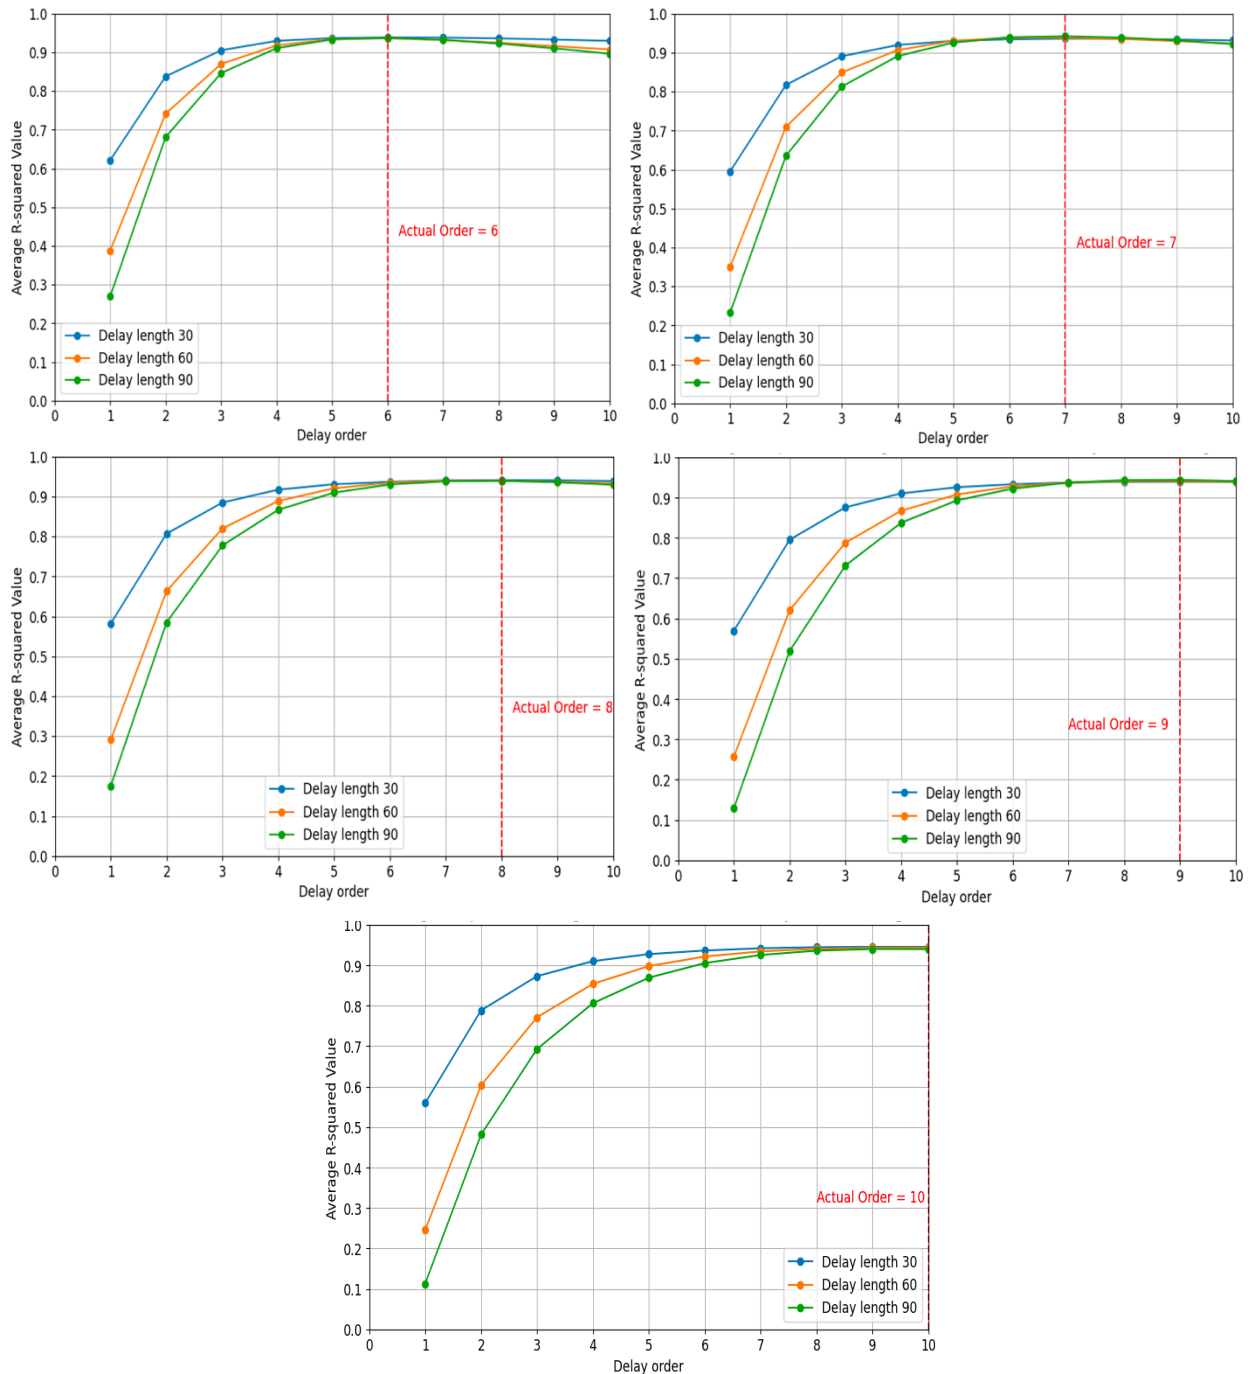 1.0
0.9
0.8
0.7
0.6
0.5
0.4
0.3
0.2
0.1
0.0
Average R-squared Value
Actual Order = 6
Delay length 30
Delay length 60
Delay length 90
0 1 2 3 4 5 6 7 8 9 10
Delay order
1.0
0.9
0.8
0.7
0.6
0.5
0.4
0.3
0.2
0.1
0.0
Average R-squared Value
Actual Order = 7
Delay length 30
Delay length 60
Delay length 90
0 1 2 3 4 5 6 7 8 9 10
Delay order
1.0
0.9
0.8
0.7
0.6
0.5
0.4
0.3
0.2
0.1
0.0
Average R-squared Value
Actual Order = 8
Delay length 30
Delay length 60
Delay length 90
0 1 2 3 4 5 6 7 8 9 10
Delay order
1.0
0.9
0.8
0.7
0.6
0.5
0.4
0.3
0.2
0.1
0.0
Average R-squared Value
Actual Order = 9
Delay length 30
Delay length 60
Delay length 90
0 1 2 3 4 5 6 7 8 9 10
Delay order
1.0
0.9
0.8
0.7
0.6
0.5
0.4
0.3
0.2
0.1
0.0
Average R-squared Value
Actual Order = 10
Delay length 30
Delay length 60
Delay length 90
0 1 2 3 4 5 6 7 8 9 10
Delay order